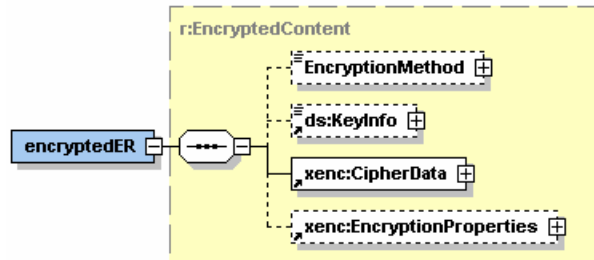 r:EncryptedContent
EncryptionMethod
ds:KeyInfo
encryptedER
xenc:CipherData
xenc:EncryptionProperties